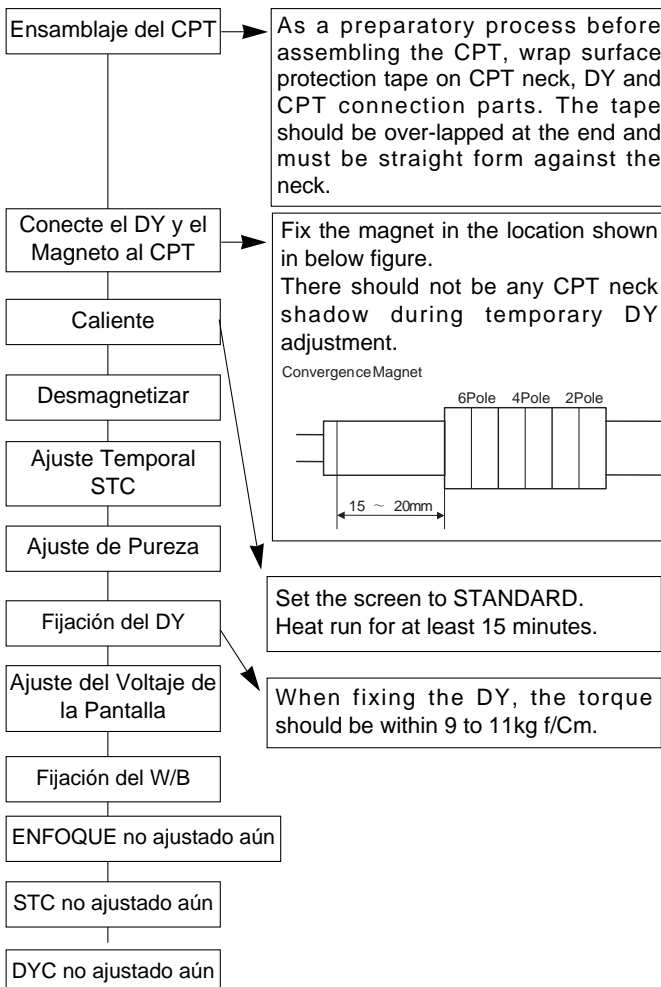 Ensamblaje del CPT
As a preparatory process before
assembling the CPT, wrap surface
protection tape on CPT neck, DY and
CPT connection parts. The tape
should be over-lapped at the end and
must be straight form against the
neck.
Conecte el DY y el
Magneto al CPT
Fix the magnet in the location shown
in below figure.
There should not be any CPT neck
shadow during temporary DY
adjustment.
ConvergenceMagnet
6Pole 4Pole 2Pole
15 ~ 20mm
Caliente
Set the screen to STANDARD.
Heat run for at least 15 minutes.
Desmagnetizar
Ajuste Temporal
STC
Ajuste de Pureza
Fijación del DY
When fixing the DY, the torque
should be within 9 to 11kg f/Cm.
Ajuste del Voltaje de
la Pantalla
Fijación del W/B
ENFOQUE no ajustado aún
STC no ajustado aún
DYC no ajustado aún